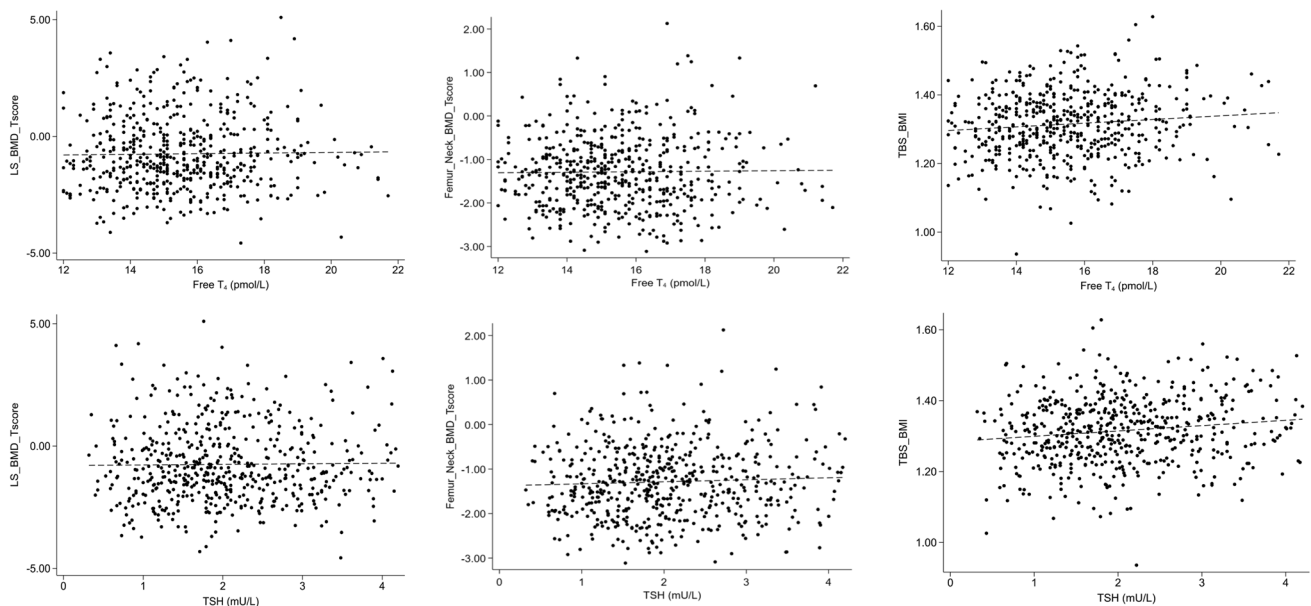 5.00
0.00
-5.00
LS_BMD_Tscore
12 14 16 18 20 22
Free T₄ (pmol/L)
2.00
1.00
0.00
-1.00
-2.00
-3.00
Femur_Neck_BMD_Tscore
12 14 16 18 20 22
Free T₄ (pmol/L)
1.60
1.40
1.20
1.00
TBS_BMI
12 14 16 18 20 22
Free T₄ (pmol/L)
5.00
0.00
-5.00
LS_BMD_Tscore
0 1 2 3 4
TSH (mU/L)
2.00
1.00
0.00
-1.00
-2.00
-3.00
Femur_Neck_BMD_Tscore
0 1 2 3 4
TSH (mU/L)
1.60
1.40
1.20
1.00
TBS_BMI
0 1 2 3 4
TSH (mU/L)